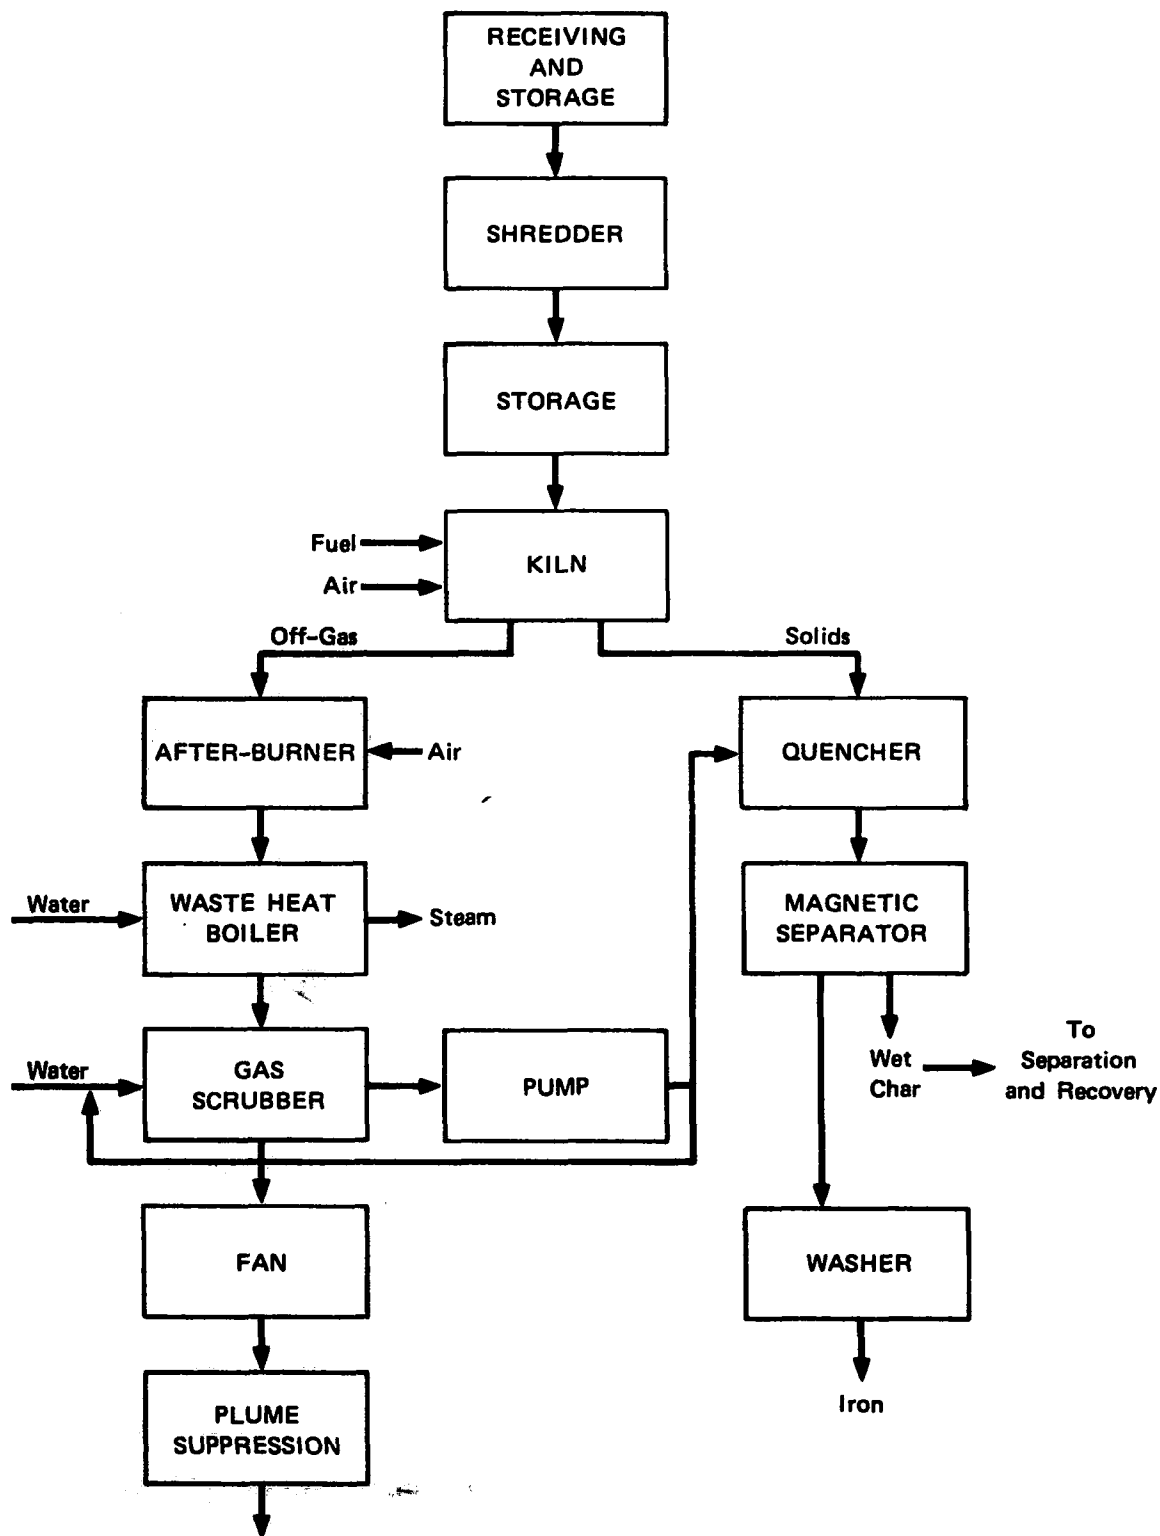 RECEIVING
AND
STORAGE
SHREDDER
STORAGE
Fuel
Air
KILN
Off-Gas
Solids
AFTER-BURNER
Air
QUENCHER
Water
WASTE HEAT
BOILER
Steam
MAGNETIC
SEPARATOR
Water
GAS
SCRUBBER
PUMP
Wet
Char
To
Separation
and Recovery
FAN
WASHER
Iron
PLUME
SUPPRESSION